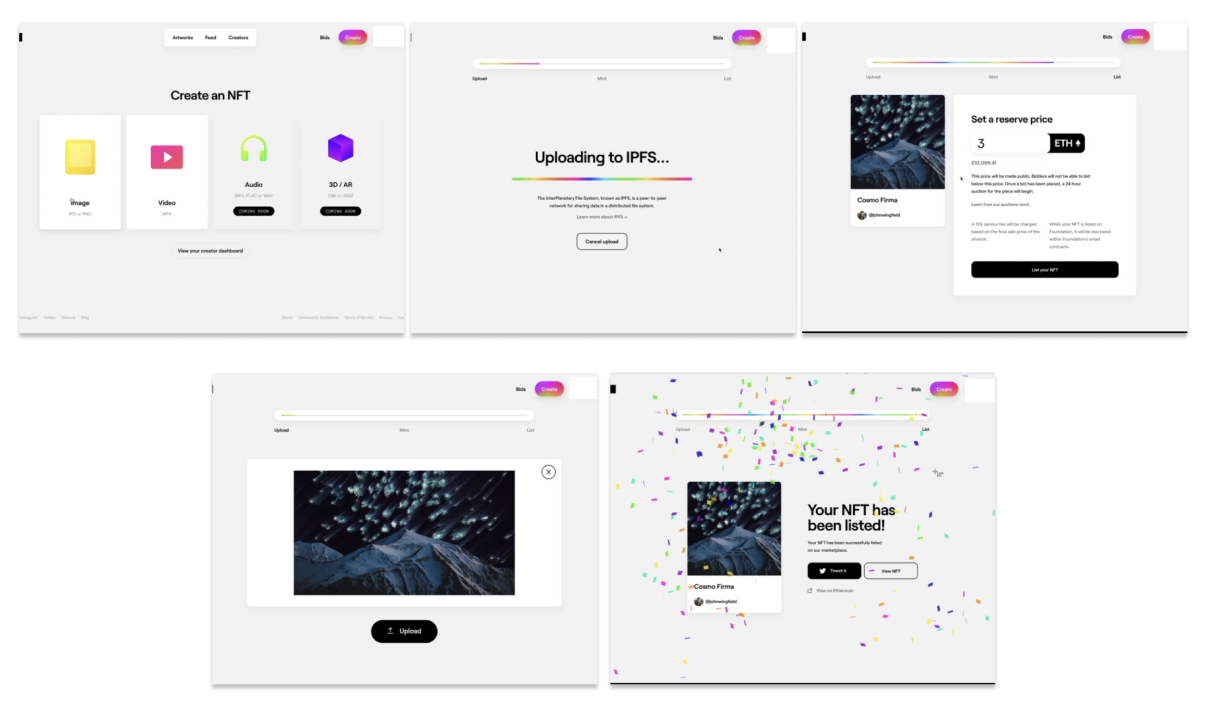 Artworks Feed Creators
Bids Create
Create an NFT
Image
JPG or PNG
Video
MP4
Audio
MP3, FLAC or WAV
COMING SOON
3D / AR
GBI or USDZ
COMING SOON
View your creator dashboard
Instagram Twitter Discord Blog
About Community Guidelines Terms of Service Privacy
Bids Create
Upload Mint List
Uploading to IPFS...
The InterPlanetary File System, known as IPFS, is a peer-to-peer
network for sharing data in a distributed file system.
Learn more about IPFS
Cancel upload
Bids Create
Upload Mint List
Cosmo Firma
@johnwingfield
Set a reserve price
3 ETH
$10,099.41
This price will be made public. Bidders will not be able to bid
below this price. Once a bid has been placed, a 24 hour
auction for the piece will begin.
Learn how our auctions work.
A 15% service fee will be charged
based on the final sale price of the
artwork.
While your NFT is listed on
Foundation, it will be escrowed
within Foundation's smart
contracts.
List your NFT
Bids Create
Upload Mint List
Upload
Bids Create
Upload Mint List
Cosmo Firma
@johnwingfield
Your NFT has
been listed!
Your NFT has been successfully listed
on our marketplace.
Tweet it
View NFT
View on Etherscan